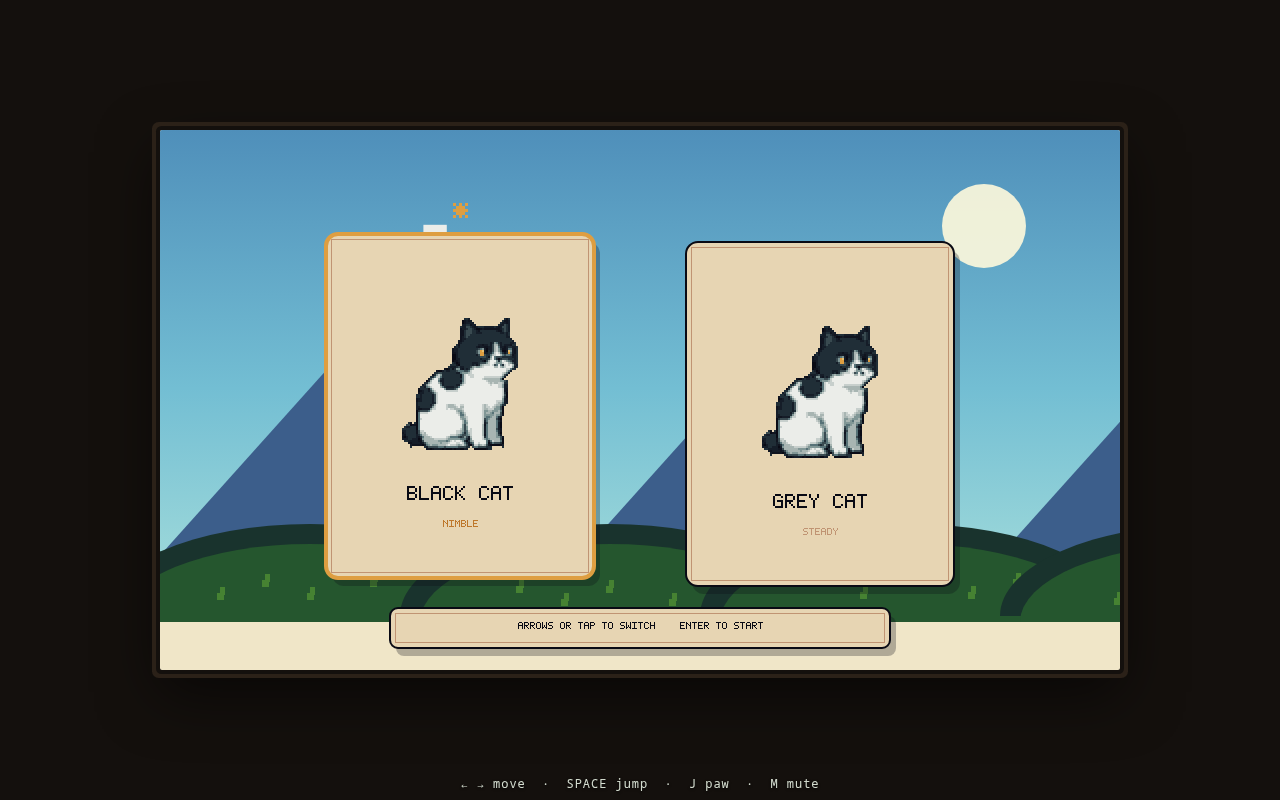 BLACK CAT
NIMBLE
GREY CAT
STEADY
ARROWS OR TAP TO SWITCH ENTER TO START
← → move · SPACE jump · J paw · M mute